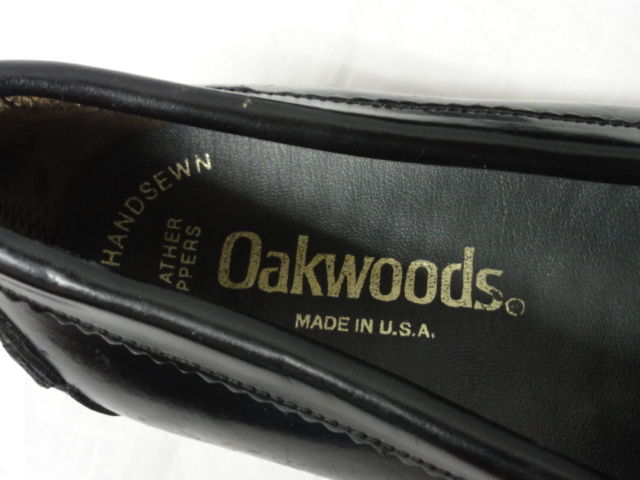 HANDSEWN
ATHER
PPERS
Oakwoods
MADE IN U.S.A.